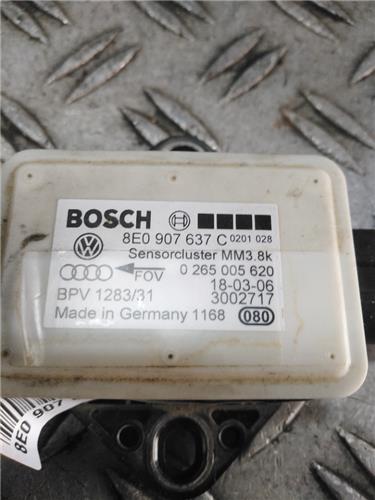 BOSCH
8E0 907 637 C 0201 028
Sensorcluster MM3.8k
FOV 0 265 005 620
BPV 1283/31 18-03-06
3002717
Made in Germany 1168 080
8E0 907